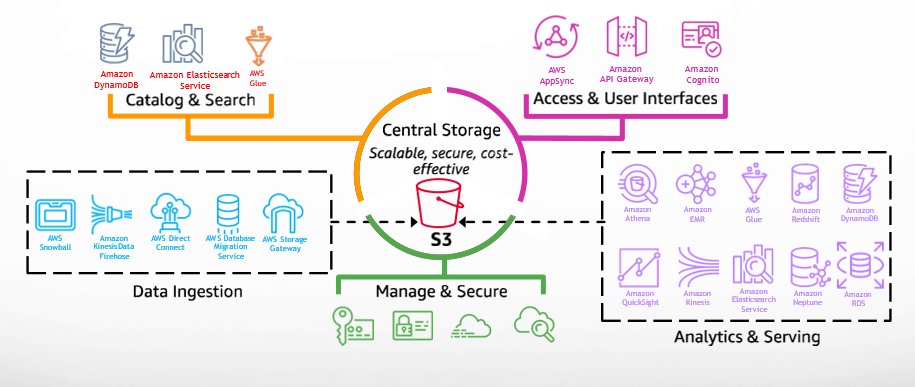 Amazon
DynamoDB
Amazon Elasticsearch
Service
AWS
Glue
Catalog & Search
AWS
AppSync
Amazon
API Gateway
Amazon
Cognito
Access & User Interfaces
Central Storage
Scalable, secure, cost-
effective
S3
AWS
Snowball
Amazon
KinesisData
Firehose
AWS Direct
Connect
AWS Database
Migration
Service
AWS Storage
Gateway
Data Ingestion
Manage & Secure
Amazon
Athena
Amazon
EMR
AWS
Glue
Amazon
Redshift
Amazon
DynamoDB
Amazon
QuickSight
Amazon
Kinesis
Amazon
Elasticsearch
Service
Amazon
Neptune
Amazon
RDS
Analytics & Serving